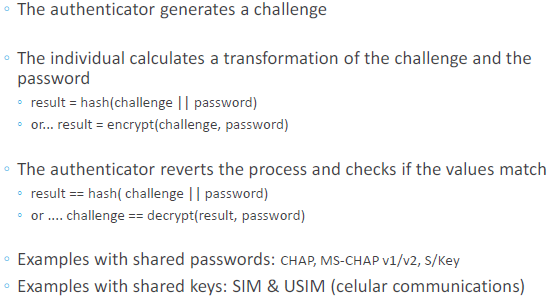 ◦ The authenticator generates a challenge
◦ The individual calculates a transformation of the challenge and the
password
◦ result = hash(challenge || password)
◦ or... result = encrypt(challenge, password)
◦ The authenticator reverts the process and checks if the values match
◦ result == hash( challenge || password)
◦ or .... challenge == decrypt(result, password)
◦ Examples with shared passwords: CHAP, MS-CHAP v1/v2, S/Key
◦ Examples with shared keys: SIM & USIM (celular communications)